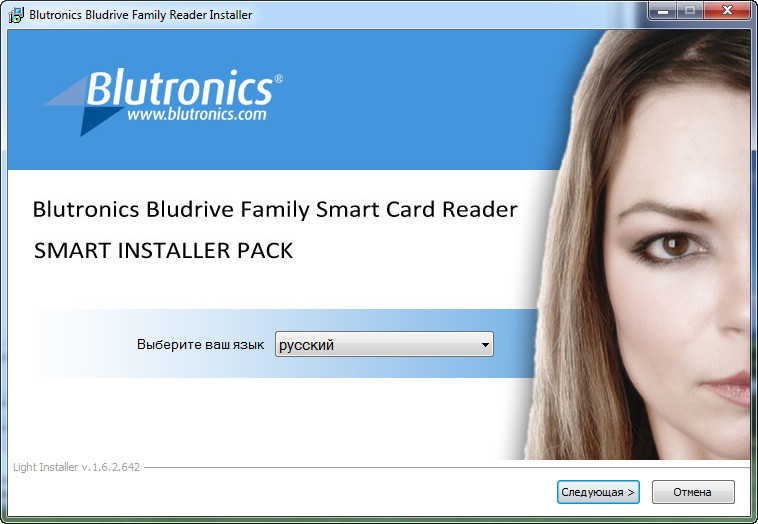 Blutronics Bludrive Family Reader Installer
Blutronics®
www.blutronics.com
Blutronics Bludrive Family Smart Card Reader
SMART INSTALLER PACK
Выберите ваш язык русский
Light Installer v.1.6.2.642
Следующая > Отмена